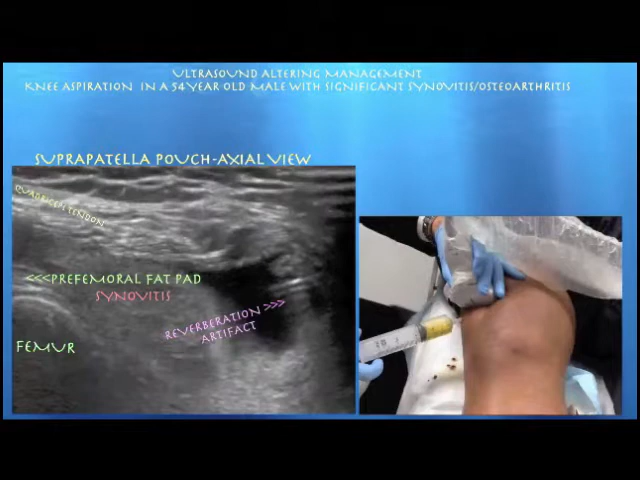 ULTRASOUND ALTERING MANAGEMENT
KNEE ASPIRATION IN A 54 YEAR OLD MALE WITH SIGNIFICANT SYNOVITIS/OSTEOARTHRITIS
SUPRAPATELLA POUCH-AXIAL VIEW
QUADRICEPS TENDON
<<<PREFEMORAL FAT PAD
SYNOVITIS
REVERBERATION >>>
ARTIFACT
FEMUR